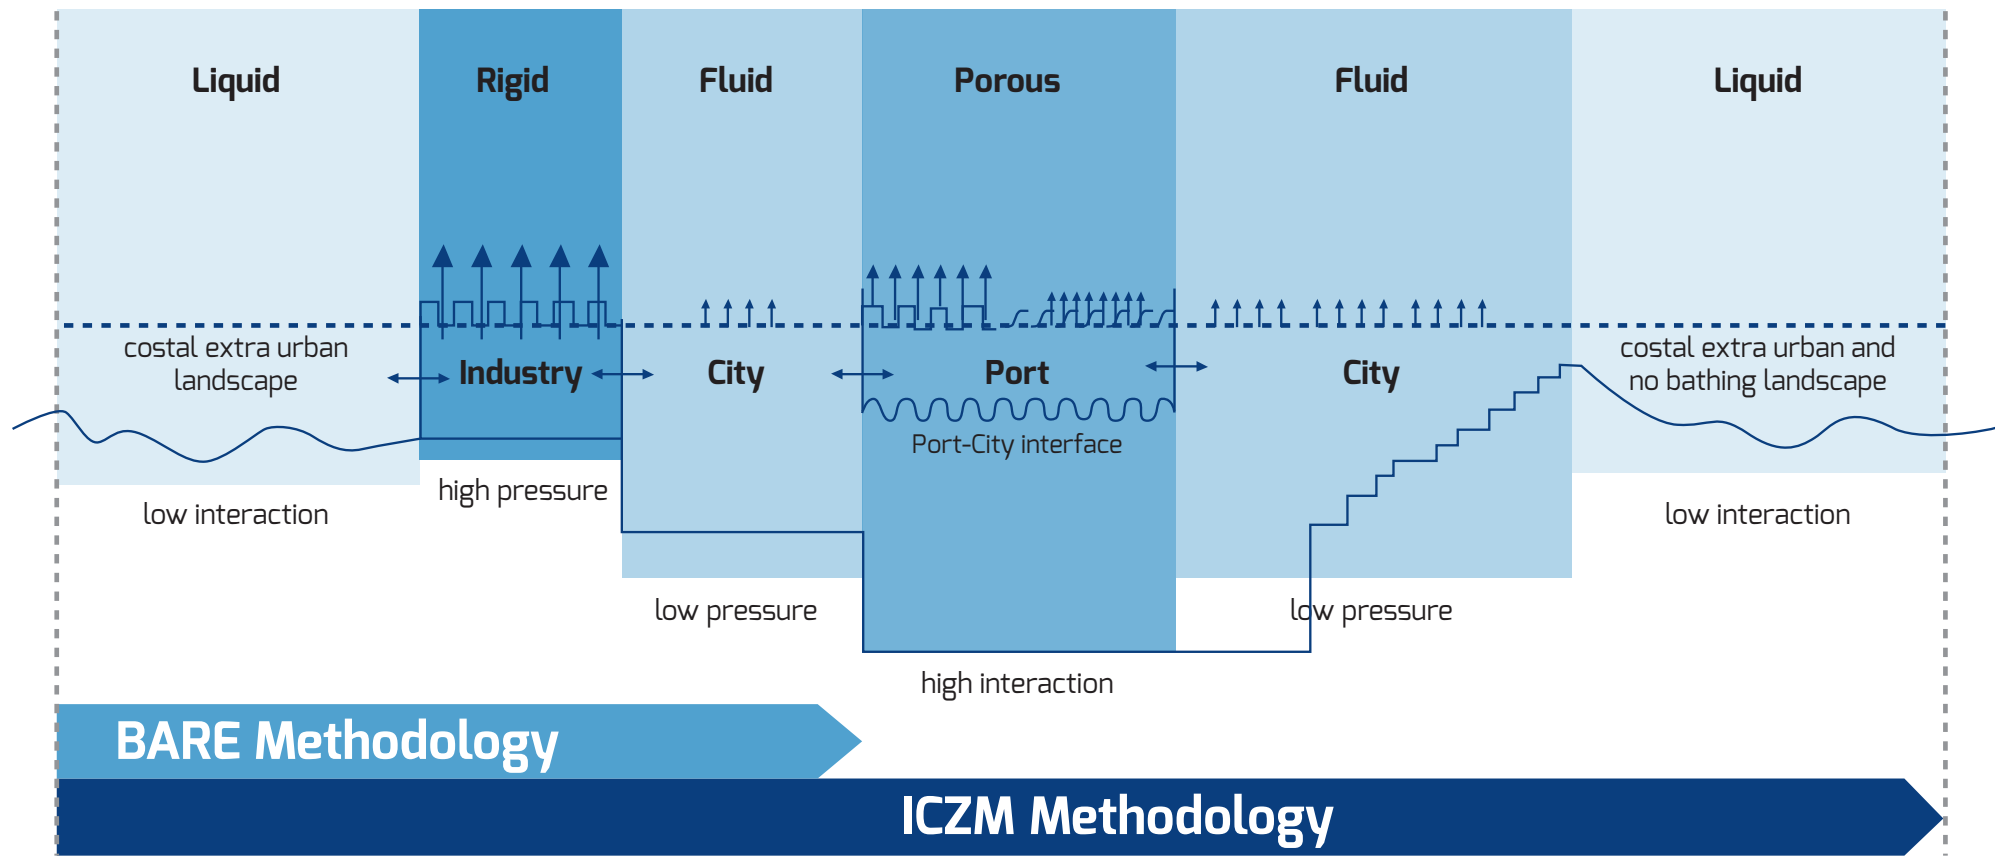 Liquid
Rigid
Fluid
Porous
Fluid
Liquid
costal extra urban
landscape
Industry
City
Port
City
costal extra urban and
no bathing landscape
Port-City interface
low interaction
high pressure
low pressure
high interaction
low pressure
low interaction
BARE Methodology
ICZM Methodology